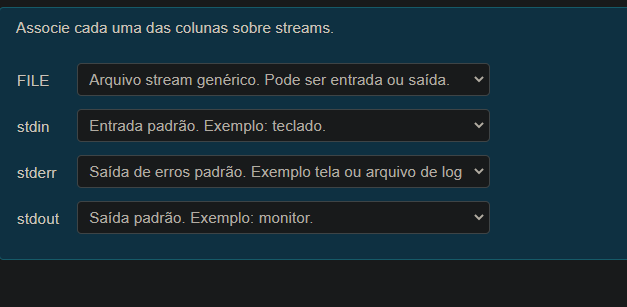 Associe cada uma das colunas sobre streams.
FILE Arquivo stream genérico. Pode ser entrada ou saída.
stdin Entrada padrão. Exemplo: teclado.
stderr Saída de erros padrão. Exemplo tela ou arquivo de log
stdout Saída padrão. Exemplo: monitor.